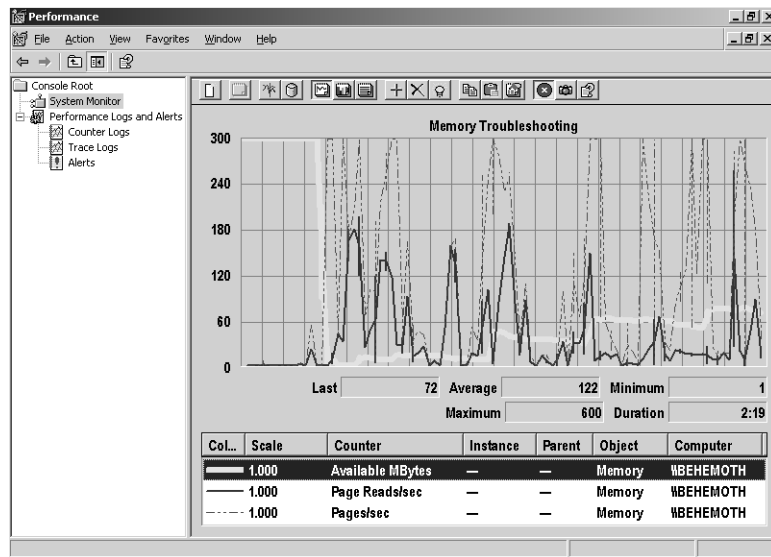 Performance
File Action View Favorites Window Help
Console Root
System Monitor
Performance Logs and Alerts
Counter Logs
Trace Logs
Alerts
Memory Troubleshooting
300
240
180
120
60
0
Last 72 Average 122 Minimum 1
Maximum 600 Duration 2:19
Col... Scale Counter Instance Parent Object Computer
1.000 Available MBytes — — Memory \\BEHEMOTH
1.000 Page Reads/sec — — Memory \\BEHEMOTH
1.000 Pages/sec — — Memory \\BEHEMOTH